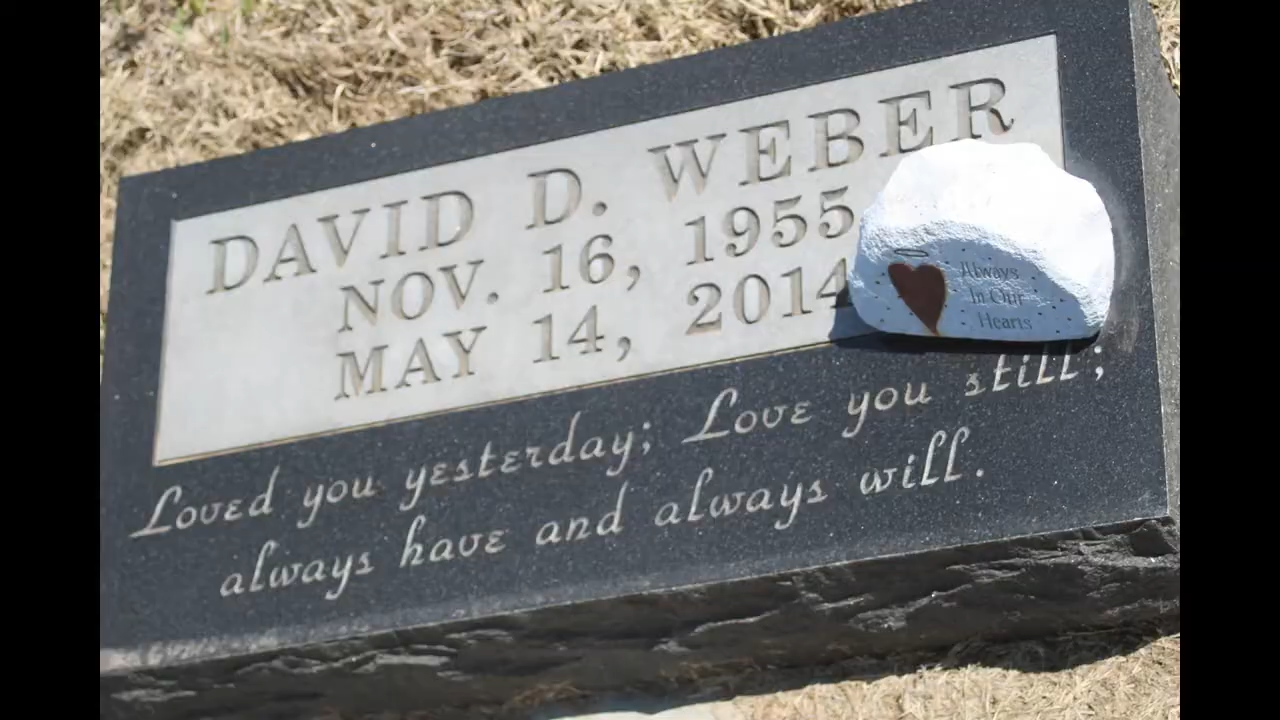 DAVID D. WEBER
NOV. 16, 1955
MAY 14, 2014
Always
In Our
Hearts
Loved you yesterday; Love you still;
always have and always will.